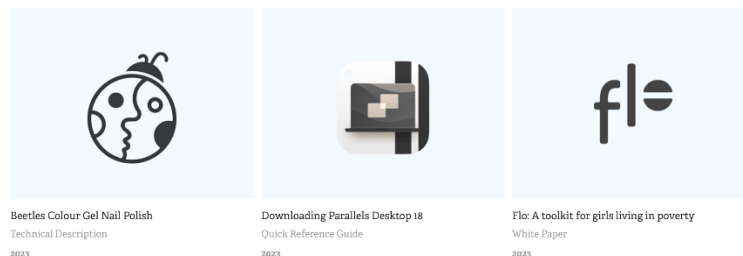 flo
Beetles Colour Gel Nail Polish
Technical Description
2023
Downloading Parallels Desktop 18
Quick Reference Guide
2023
Flo: A toolkit for girls living in poverty
White Paper
2023